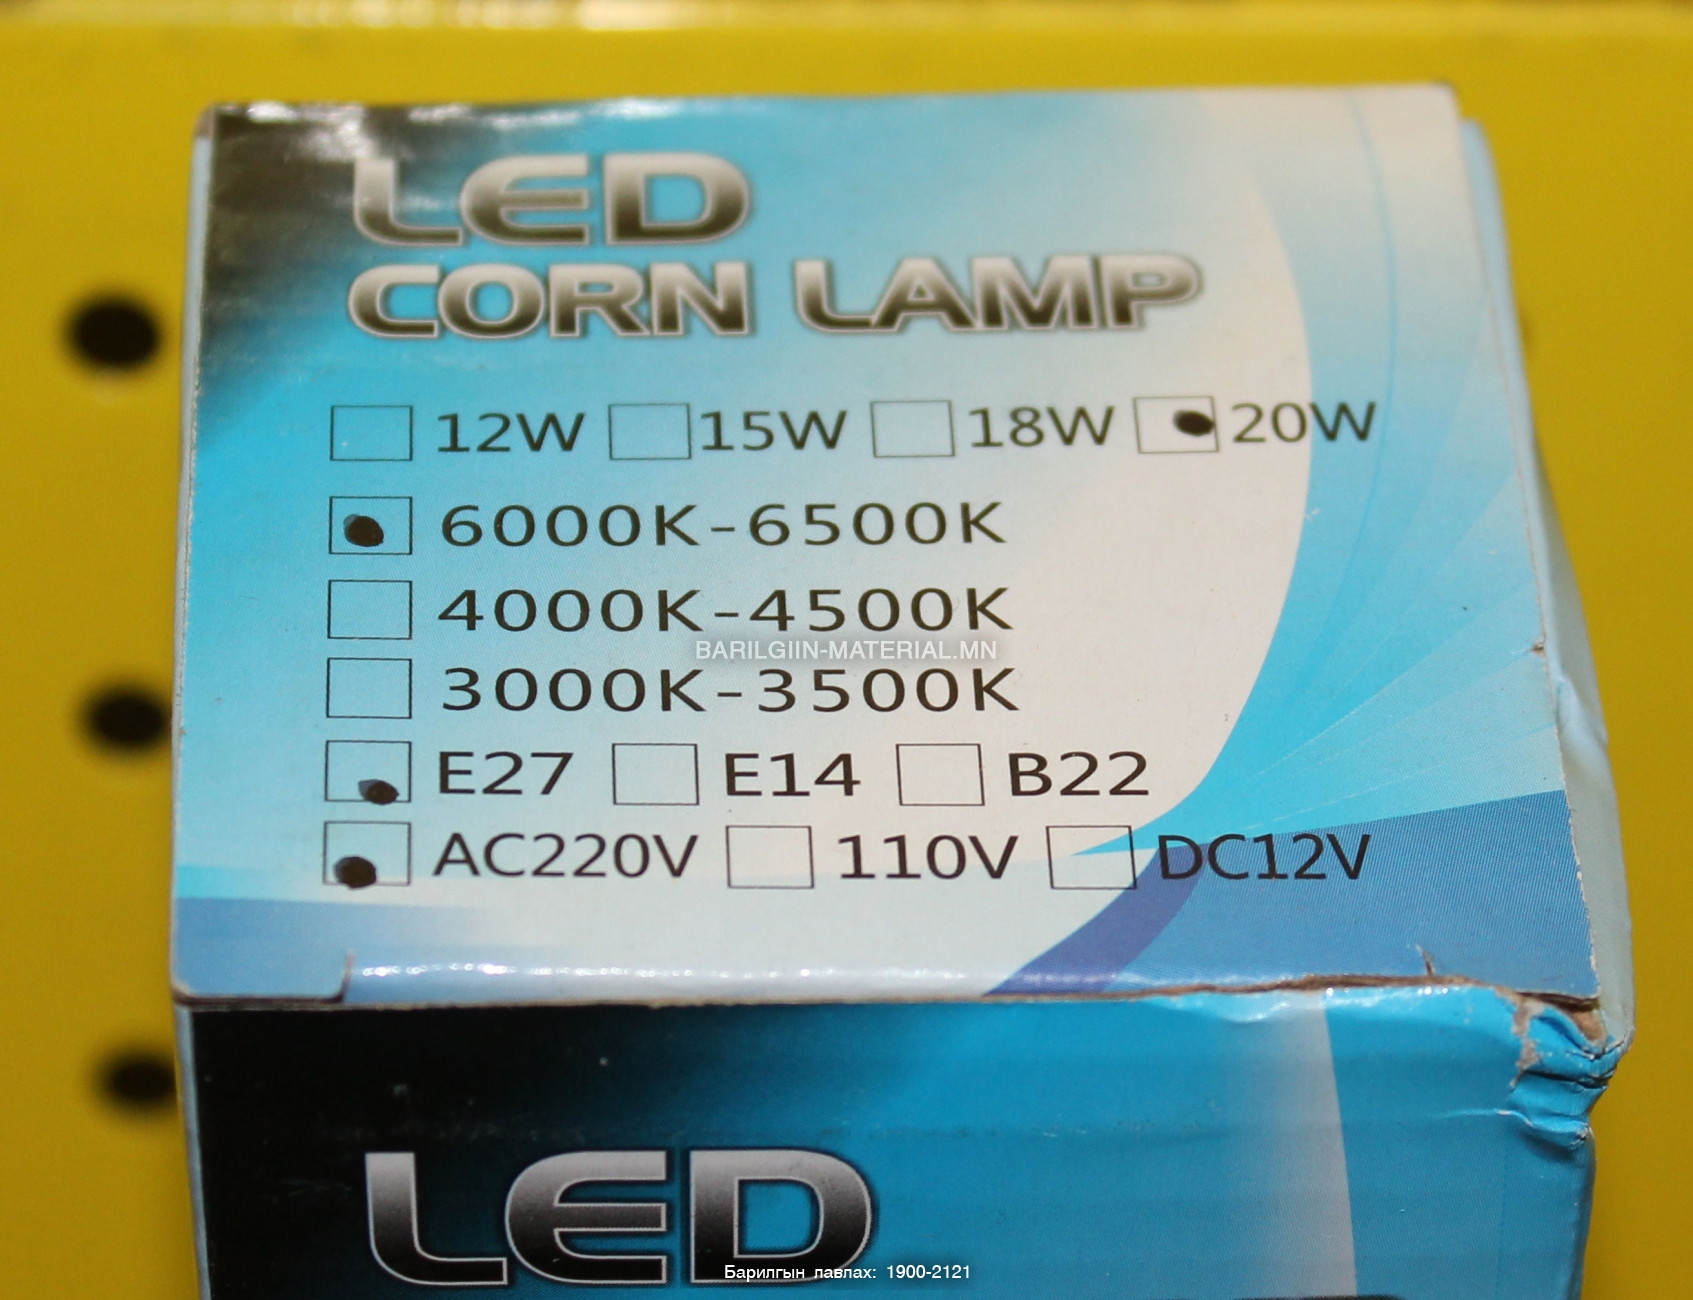 LED
CORN LAMP
12W 15W 18W 20W
6000K-6500K
4000K-4500K
BARILGIIN-MATERIAL.MN
3000K-3500K
E27 E14 B22
AC220V 110V DC12V
LED
Барилгын лавлах: 1900-2121